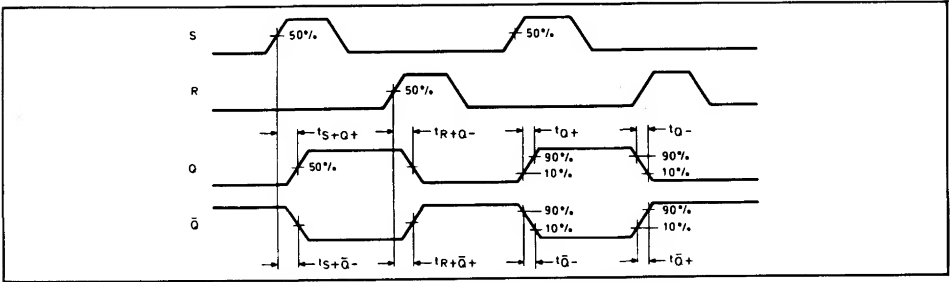 S 50% 50%
R 50%
tS+Q+ tR+Q- tQ+ tQ-
Q 50% 90% 90%
10% 10%
Q̄ 90% 90%
10% 10%
tS+Q̄- tR+Q̄+ tQ̄- tQ̄+